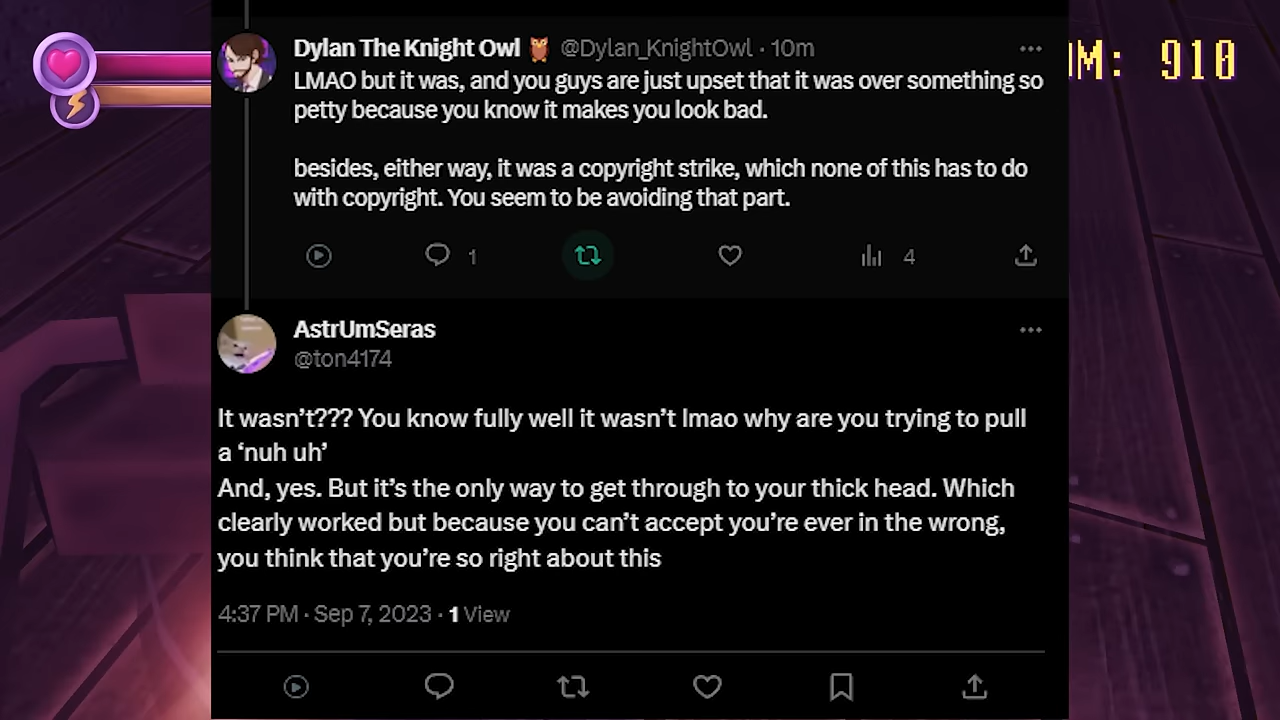 Dylan The Knight Owl 🦉 @Dylan_KnightOwl · 10m
M: 910
LMAO but it was, and you guys are just upset that it was over something so
petty because you know it makes you look bad.
besides, either way, it was a copyright strike, which none of this has to do
with copyright. You seem to be avoiding that part.
1
4
AstrUmSeras
@ton4174
It wasn’t??? You know fully well it wasn’t lmao why are you trying to pull
a ‘nuh uh’
And, yes. But it’s the only way to get through to your thick head. Which
clearly worked but because you can’t accept you’re ever in the wrong,
you think that you’re so right about this
4:37 PM · Sep 7, 2023 · 1 View